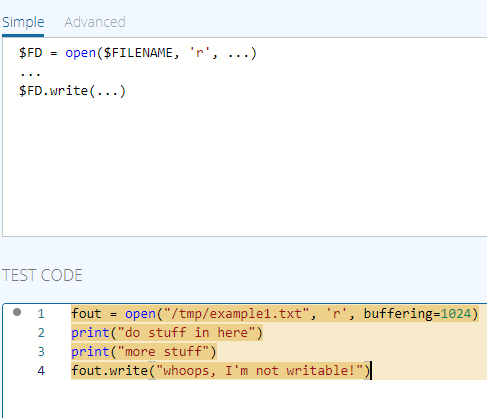 Simple Advanced
$FD = open($FILENAME, 'r', ...)
...
$FD.write(...)
TEST CODE
1 fout = open("/tmp/example1.txt", 'r', buffering=1024)
2 print("do stuff in here")
3 print("more stuff")
4 fout.write("whoops, I'm not writable!")